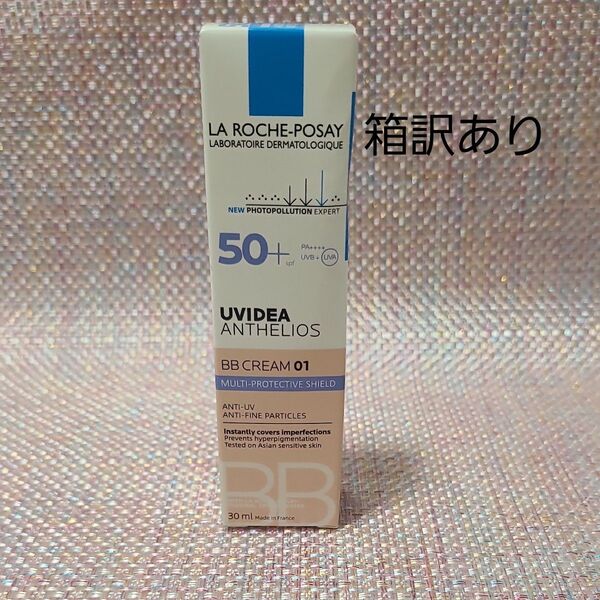 LA ROCHE-POSAY
LABORATOIRE DERMATOLOGIQUE
箱訳あり
NEW PHOTOPOLLUTION EXPERT
50+ spf
PA++++
UVB + UVA
UVIDEA
ANTHELIOS
BB CREAM 01
MULTI-PROTECTIVE SHIELD
ANTI-UV
ANTI-FINE PARTICLES
Instantly covers imperfections
Prevents hyperpigmentation
Tested on Asian sensitive skin
BB
30 ml Made in France